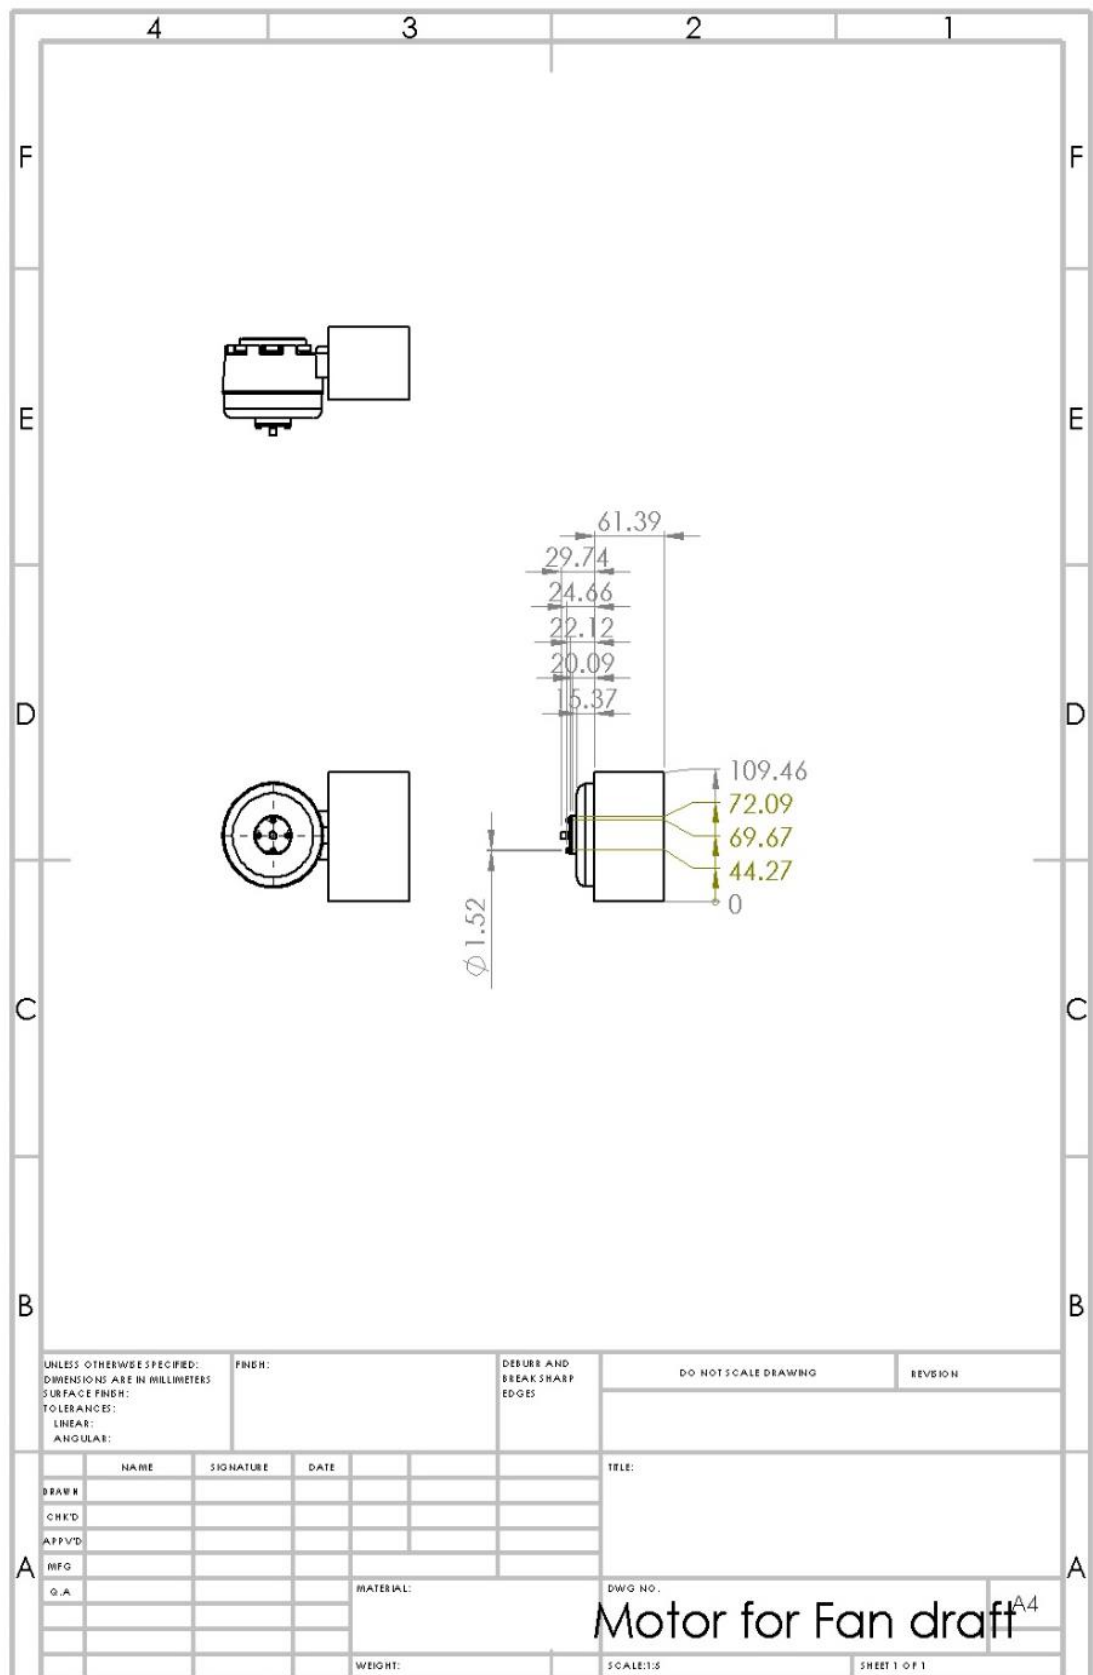 4 3 2 1
F F
E E
61.39
29.74
24.66
22.12
20.09
15.37
D D
109.46
72.09
69.67
44.27
0
Ø1.52
C C
B B
UNLESS OTHERWISE SPECIFIED:
DIMENSIONS ARE IN MILLIMETERS
SURFACE FINISH:
TOLERANCES:
LINEAR:
ANGULAR:
FINISH:
DEBURR AND
BREAK SHARP
EDGES
DO NOT SCALE DRAWING
REVISION
NAME SIGNATURE DATE
TITLE:
DRAWN
CHK'D
APPV'D
MFG
Q.A
A A
MATERIAL:
DWG NO.
Motor for Fan draft
A4
WEIGHT:
SCALE:1:5
SHEET 1 OF 1